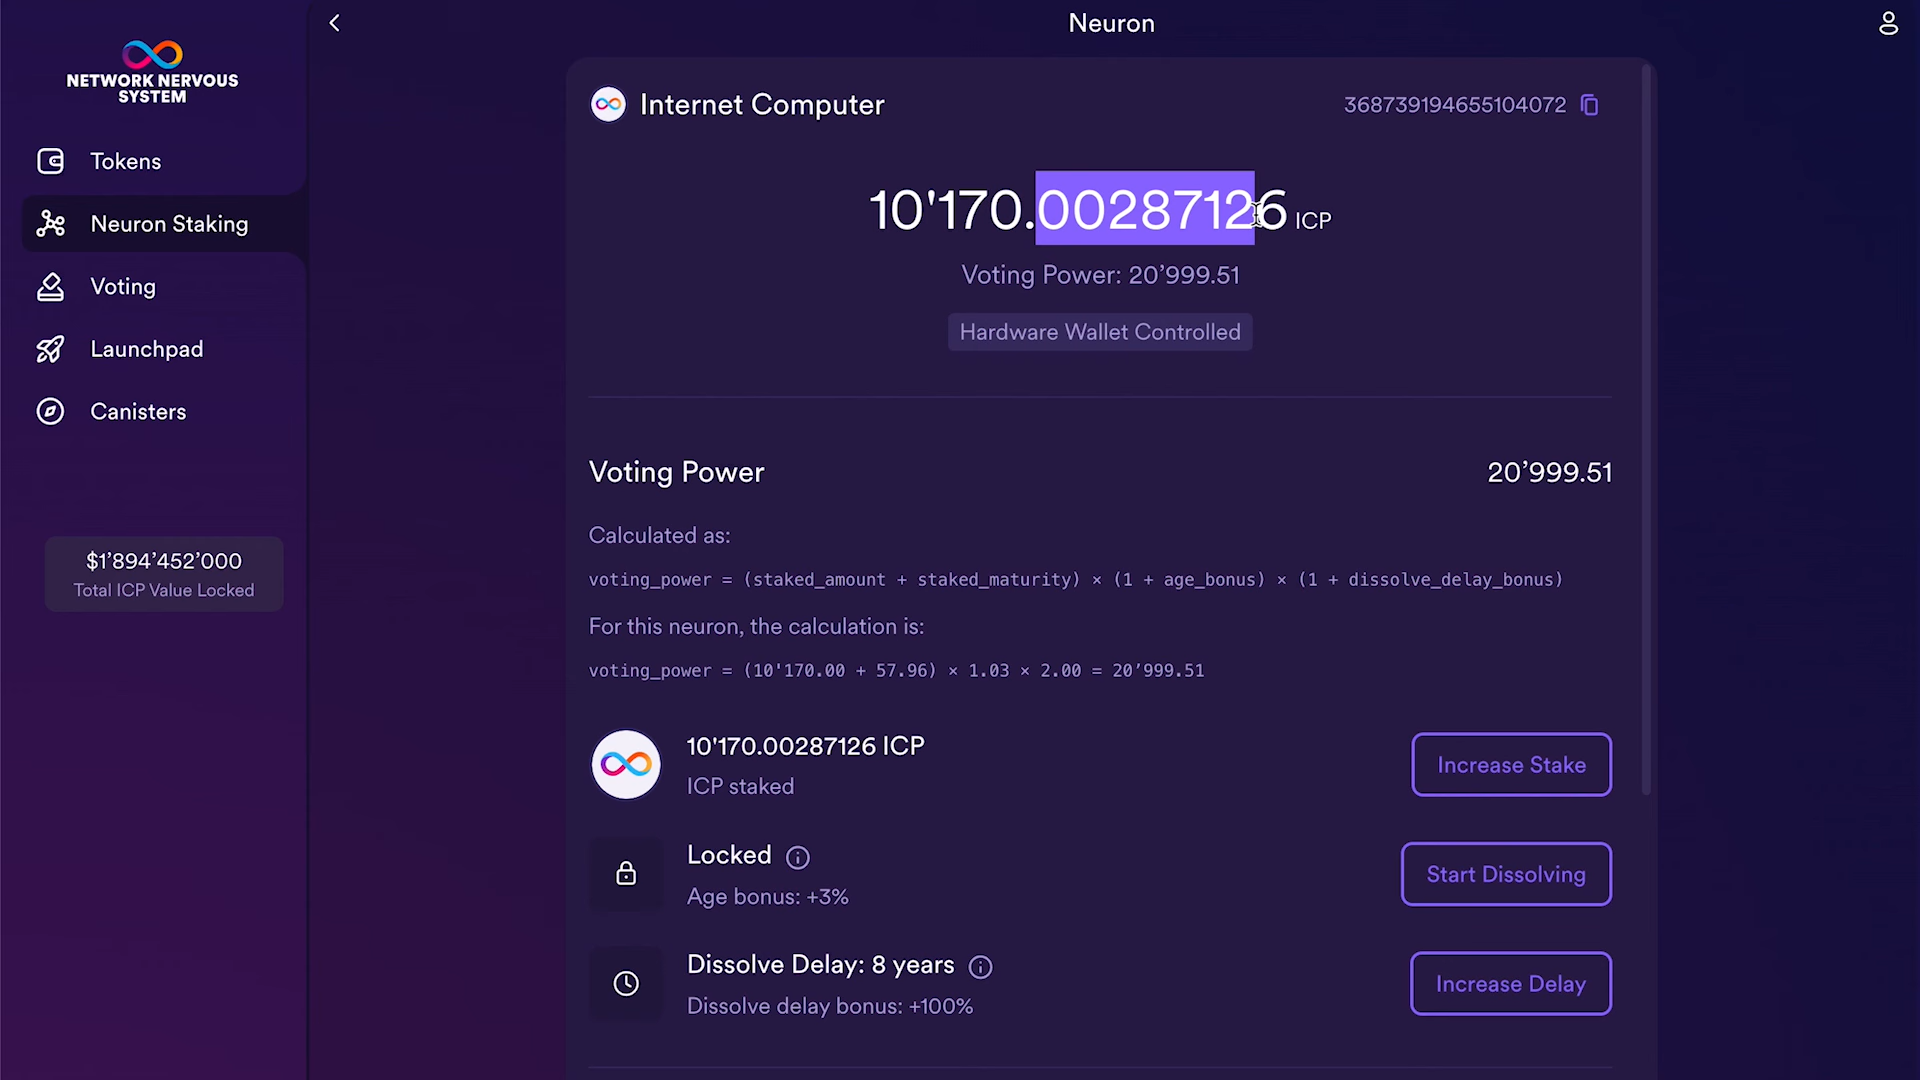 NETWORK NERVOUS
SYSTEM
Tokens
Neuron Staking
Voting
Launchpad
Canisters
$1’894’452’000
Total ICP Value Locked
Neuron
Internet Computer
368739194655104072
10'170.00287126 ICP
Voting Power: 20’999.51
Hardware Wallet Controlled
Voting Power
20’999.51
Calculated as:
voting_power = (staked_amount + staked_maturity) × (1 + age_bonus) × (1 + dissolve_delay_bonus)
For this neuron, the calculation is:
voting_power = (10'170.00 + 57.96) × 1.03 × 2.00 = 20’999.51
10'170.00287126 ICP
ICP staked
Increase Stake
Locked
Age bonus: +3%
Start Dissolving
Dissolve Delay: 8 years
Dissolve delay bonus: +100%
Increase Delay